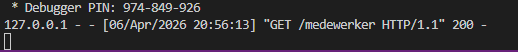 * Debugger PIN: 974-849-926
127.0.0.1 - - [06/Apr/2026 20:56:13] "GET /medewerker HTTP/1.1" 200 -